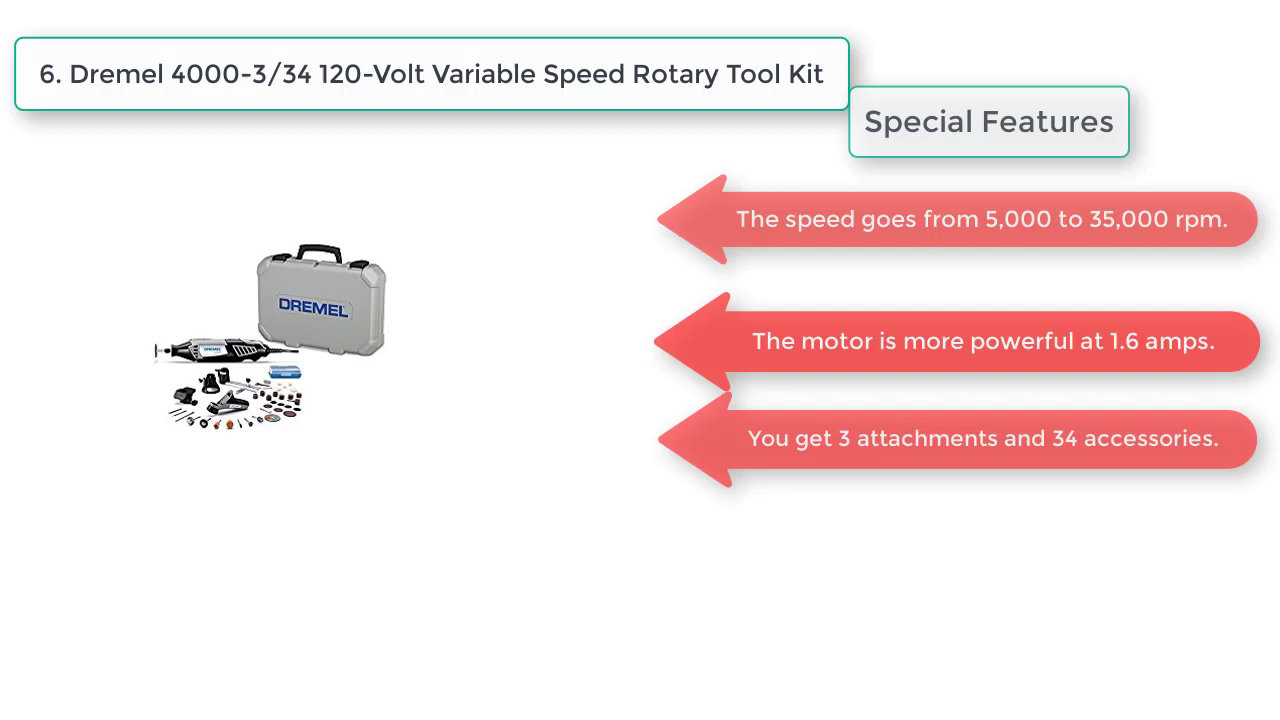 6. Dremel 4000-3/34 120-Volt Variable Speed Rotary Tool Kit
Special Features
The speed goes from 5,000 to 35,000 rpm.
DREMEL
The motor is more powerful at 1.6 amps.
DREMEL
You get 3 attachments and 34 accessories.